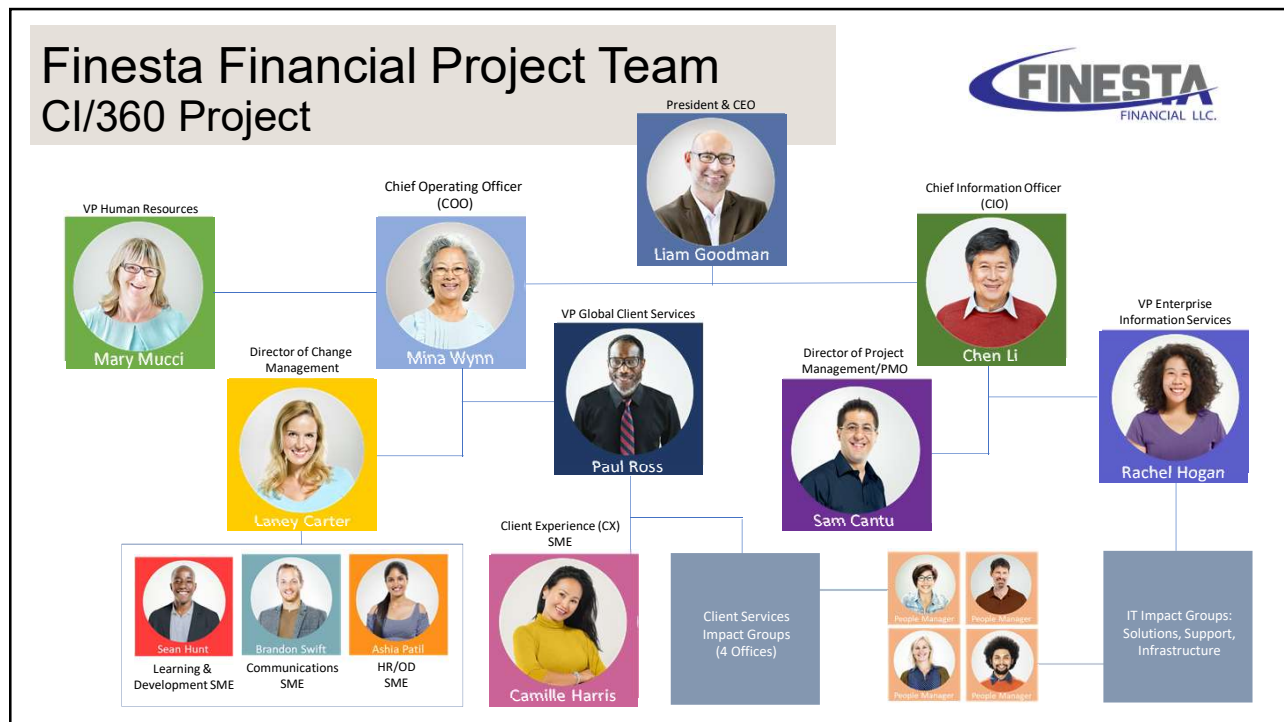 Finesta Financial Project Team
CI/360 Project
FINESTA
FINANCIAL LLC.
President & CEO
Liam Goodman
VP Human Resources
Mary Mucci
Chief Operating Officer
(COO)
Mina Wynn
Chief Information Officer
(CIO)
Chen Li
Director of Change
Management
Laney Carter
VP Global Client Services
Paul Ross
Director of Project
Management/PMO
Sam Cantu
VP Enterprise
Information Services
Rachel Hogan
Sean Hunt
Learning &
Development SME
Brandon Swift
Communications
SME
Ashia Patil
HR/OD
SME
Client Experience (CX)
SME
Camille Harris
Client Services
Impact Groups
(4 Offices)
People Manager
People Manager
People Manager
People Manager
IT Impact Groups:
Solutions, Support,
Infrastructure